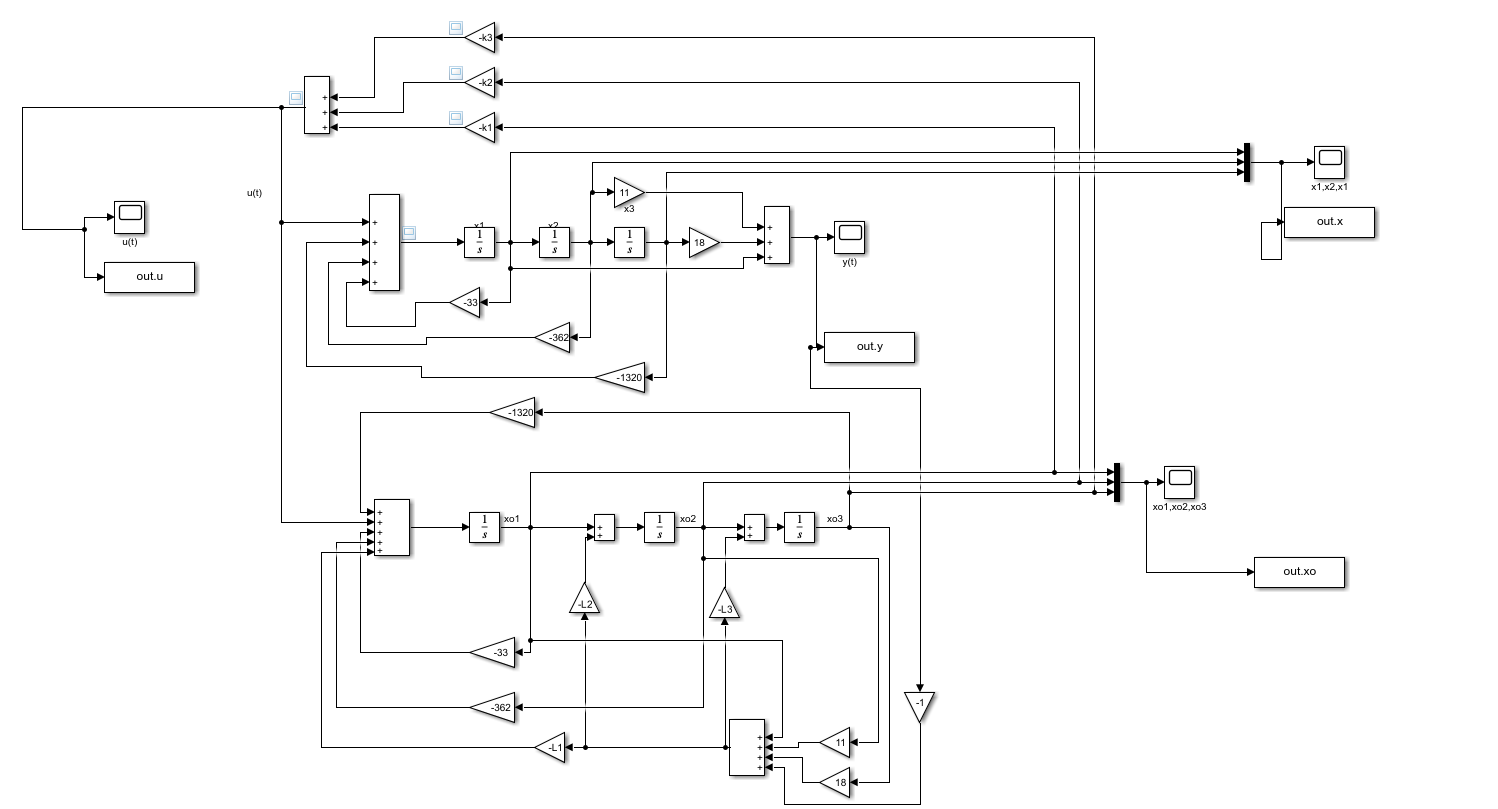 -k3
-k2
-k1
+
+
+
x1,x2,x1
out.x
u(t)
u(t)
out.u
+
+
+
+
x1
1
s
x2
1
s
1
s
11
x3
18
+
+
+
y(t)
-33
-362
-1320
out.y
-1320
+
+
+
+
+
1
s
xo1
+
+
1
s
xo2
+
+
1
s
xo3
xo1,xo2,xo3
out.xo
-L2
-L3
-33
-362
-L1
+
+
+
+
11
18
-1